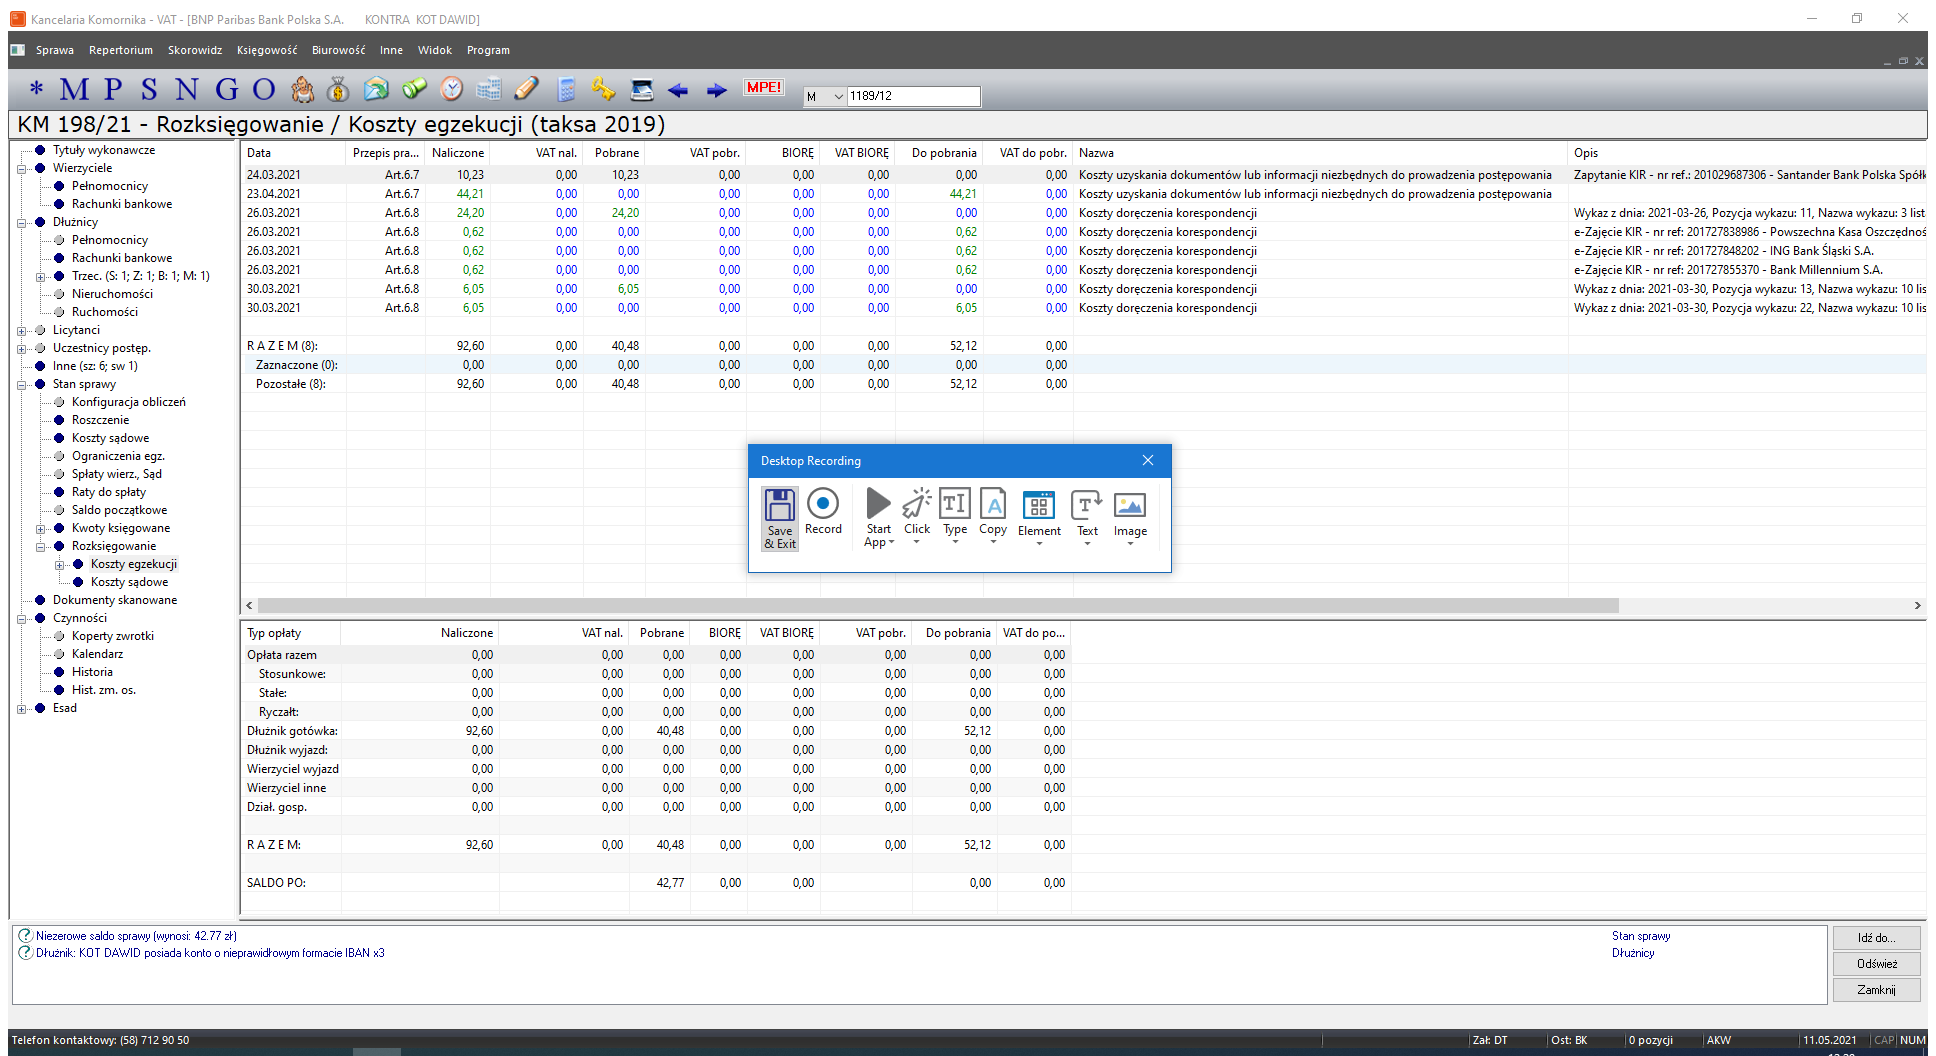 Kancelaria Komornika - VAT - [BNP Paribas Bank Polska S.A. KONTRA KOT DAWID]
Sprawa Repertorium Skorowidz Księgowość Biurowość Inne Widok Program
* M P S N G O MPE! M 1189/12
KM 198/21 - Rozksięgowanie / Koszty egzekucji (taksa 2019)
Tytuły wykonawcze
Wierzyciele
Pełnomocnicy
Rachunki bankowe
Dłużnicy
Pełnomocnicy
Rachunki bankowe
Trzec. (S: 1; Z: 1; B: 1; M: 1)
Nieruchomości
Ruchomości
Licytanci
Uczestnicy postęp.
Inne (sz: 6; sw 1)
Stan sprawy
Konfiguracja obliczeń
Roszczenie
Koszty sądowe
Ograniczenia egz.
Spłaty wierz., Sąd
Raty do spłaty
Saldo początkowe
Kwoty księgowane
Rozksięgowanie
Koszty egzekucji
Koszty sądowe
Dokumenty skanowane
Czynności
Koperty zwrotki
Kalendarz
Historia
Hist. zm. os.
Esad
Data Przepis pra... Naliczone VAT nal. Pobrane VAT pobr. BIORĘ VAT BIORĘ Do pobrania VAT do pobr. Nazwa Opis
24.03.2021 Art.6.7 10,23 0,00 10,23 0,00 0,00 0,00 0,00 0,00 Koszty uzyskania dokumentów lub informacji niezbędnych do prowadzenia postępowania Zapytanie KIR - nr ref.: 201029687306 - Santander Bank Polska Spółk
23.04.2021 Art.6.7 44,21 0,00 0,00 0,00 0,00 0,00 44,21 0,00 Koszty uzyskania dokumentów lub informacji niezbędnych do prowadzenia postępowania
26.03.2021 Art.6.8 24,20 0,00 24,20 0,00 0,00 0,00 0,00 0,00 Koszty doręczenia korespondencji Wykaz z dnia: 2021-03-26, Pozycja wykazu: 11, Nazwa wykazu: 3 list
26.03.2021 Art.6.8 0,62 0,00 0,00 0,00 0,00 0,00 0,62 0,00 Koszty doręczenia korespondencji e-Zajęcie KIR - nr ref: 201727838986 - Powszechna Kasa Oszczędnoś
26.03.2021 Art.6.8 0,62 0,00 0,00 0,00 0,00 0,00 0,62 0,00 Koszty doręczenia korespondencji e-Zajęcie KIR - nr ref: 201727848202 - ING Bank Śląski S.A.
26.03.2021 Art.6.8 0,62 0,00 0,00 0,00 0,00 0,00 0,62 0,00 Koszty doręczenia korespondencji e-Zajęcie KIR - nr ref: 201727855370 - Bank Millennium S.A.
30.03.2021 Art.6.8 6,05 0,00 6,05 0,00 0,00 0,00 0,00 0,00 Koszty doręczenia korespondencji Wykaz z dnia: 2021-03-30, Pozycja wykazu: 13, Nazwa wykazu: 10 lis
30.03.2021 Art.6.8 6,05 0,00 0,00 0,00 0,00 0,00 6,05 0,00 Koszty doręczenia korespondencji Wykaz z dnia: 2021-03-30, Pozycja wykazu: 22, Nazwa wykazu: 10 lis
R A Z E M (8): 92,60 0,00 40,48 0,00 0,00 0,00 52,12 0,00
Zaznaczone (0): 0,00 0,00 0,00 0,00 0,00 0,00 0,00 0,00
Pozostałe (8): 92,60 0,00 40,48 0,00 0,00 0,00 52,12 0,00
Desktop Recording
Save & Exit Record Start App Click Type Copy Element Text Image
Typ opłaty Naliczone VAT nal. Pobrane BIORĘ VAT BIORĘ VAT pobr. Do pobrania VAT do po...
Opłata razem 0,00 0,00 0,00 0,00 0,00 0,00 0,00 0,00
Stosunkowe: 0,00 0,00 0,00 0,00 0,00 0,00 0,00 0,00
Stałe: 0,00 0,00 0,00 0,00 0,00 0,00 0,00 0,00
Ryczałt: 0,00 0,00 0,00 0,00 0,00 0,00 0,00 0,00
Dłużnik gotówka: 92,60 0,00 40,48 0,00 0,00 0,00 52,12 0,00
Dłużnik wyjazd: 0,00 0,00 0,00 0,00 0,00 0,00 0,00 0,00
Wierzyciel wyjazd 0,00 0,00 0,00 0,00 0,00 0,00 0,00 0,00
Wierzyciel inne 0,00 0,00 0,00 0,00 0,00 0,00 0,00 0,00
Dział. gosp. 0,00 0,00 0,00 0,00 0,00 0,00 0,00 0,00
R A Z E M: 92,60 0,00 40,48 0,00 0,00 0,00 52,12 0,00
SALDO PO: 42,77 0,00 0,00 0,00 0,00
Niezerowe saldo sprawy (wynosi: 42.77 zł) Stan sprawy
Dłużnik: KOT DAWID posiada konto o nieprawidłowym formacie IBAN x3 Dłużnicy
Idź do...
Odśwież
Zamknij
Telefon kontaktowy: (58) 712 90 50 Zał: DT Ost: BK 0 pozycji AKW 11.05.2021 CAP NUM